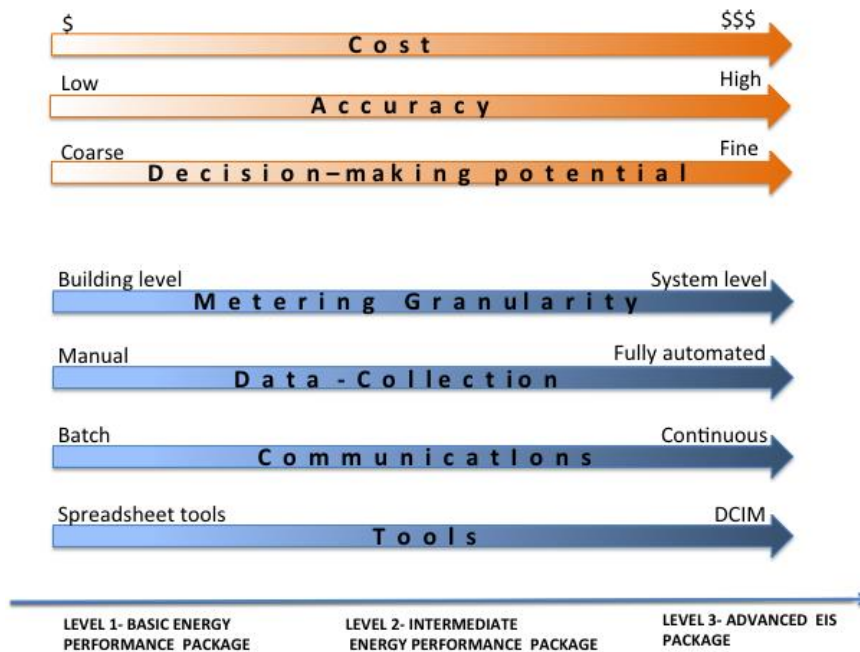 $ $$$
Cost
Low High
Accuracy
Coarse Fine
Decision-making potential
Building level System level
Metering Granularity
Manual Fully automated
Data -Collection
Batch Continuous
CommunicatIons
Spreadsheet tools DCIM
Tools
LEVEL 1- BASIC ENERGY
PERFORMANCE PACKAGE
LEVEL 2- INTERMEDIATE
ENERGY PERFORMANCE PACKAGE
LEVEL 3- ADVANCED EIS
PACKAGE